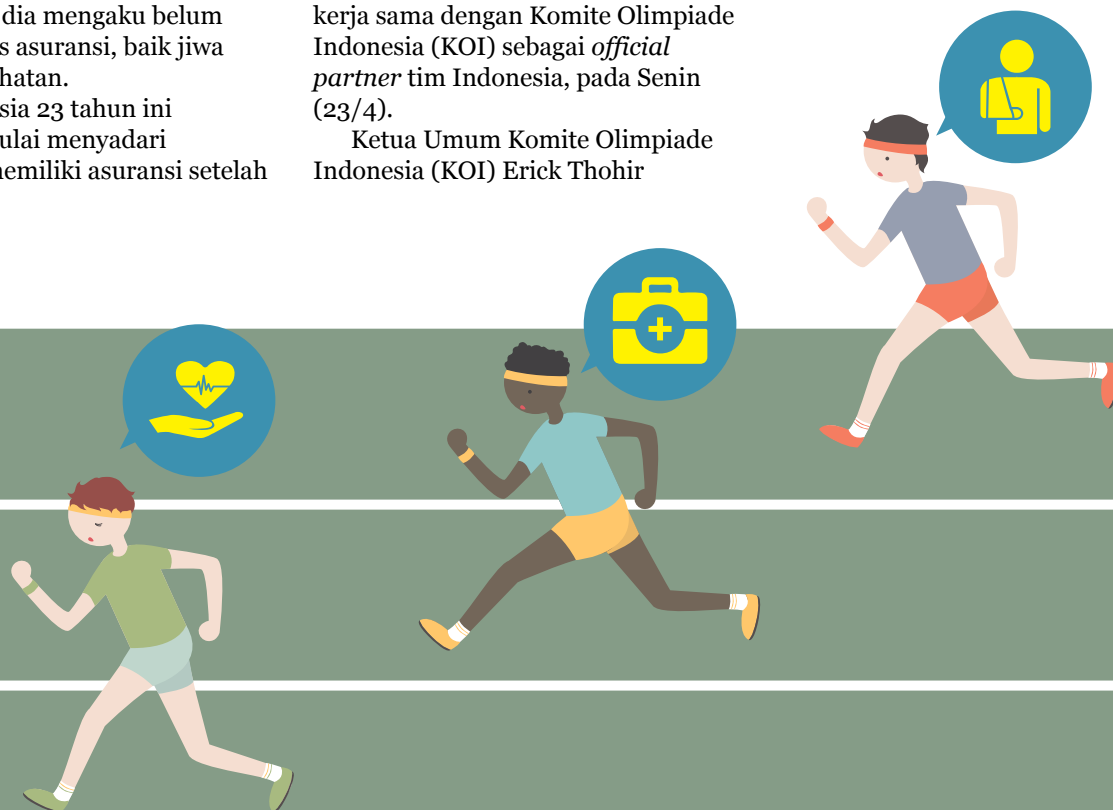 dia mengaku belum
s asuransi, baik jiwa
hatan.
sia 23 tahun ini
ulai menyadari
emiliki asuransi setelah
kerja sama dengan Komite Olimpiade
Indonesia (KOI) sebagai official
partner tim Indonesia, pada Senin
(23/4).
Ketua Umum Komite Olimpiade
Indonesia (KOI) Erick Thohir